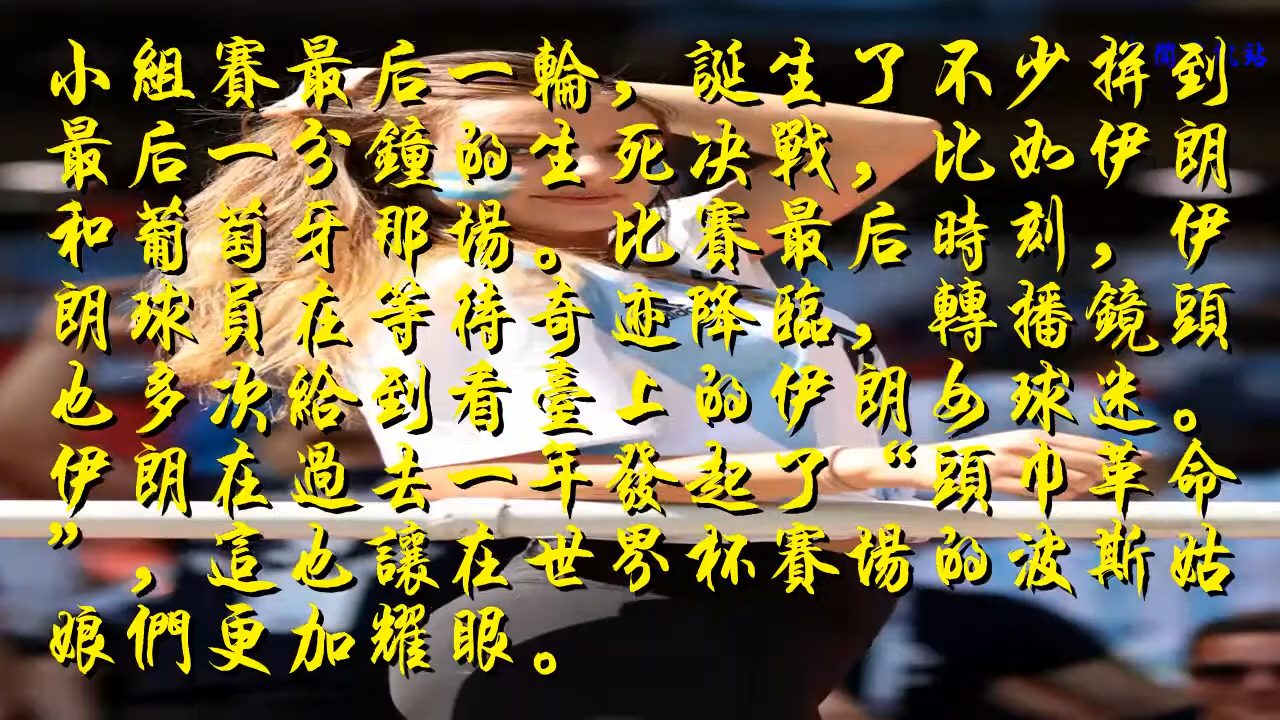 小組賽最后一輪，誕生了不少拼到
最后一分鐘的生死决戰，比如伊朗
和葡萄牙那場。比賽最后時刻，伊
朗球員在等待奇迹降臨，轉播鏡頭
也多次給到看臺上的伊朗女球迷。
伊朗在過去一年發起了“頭巾革命
”，這也讓在世界杯賽場的波斯姑
娘們更加耀眼。